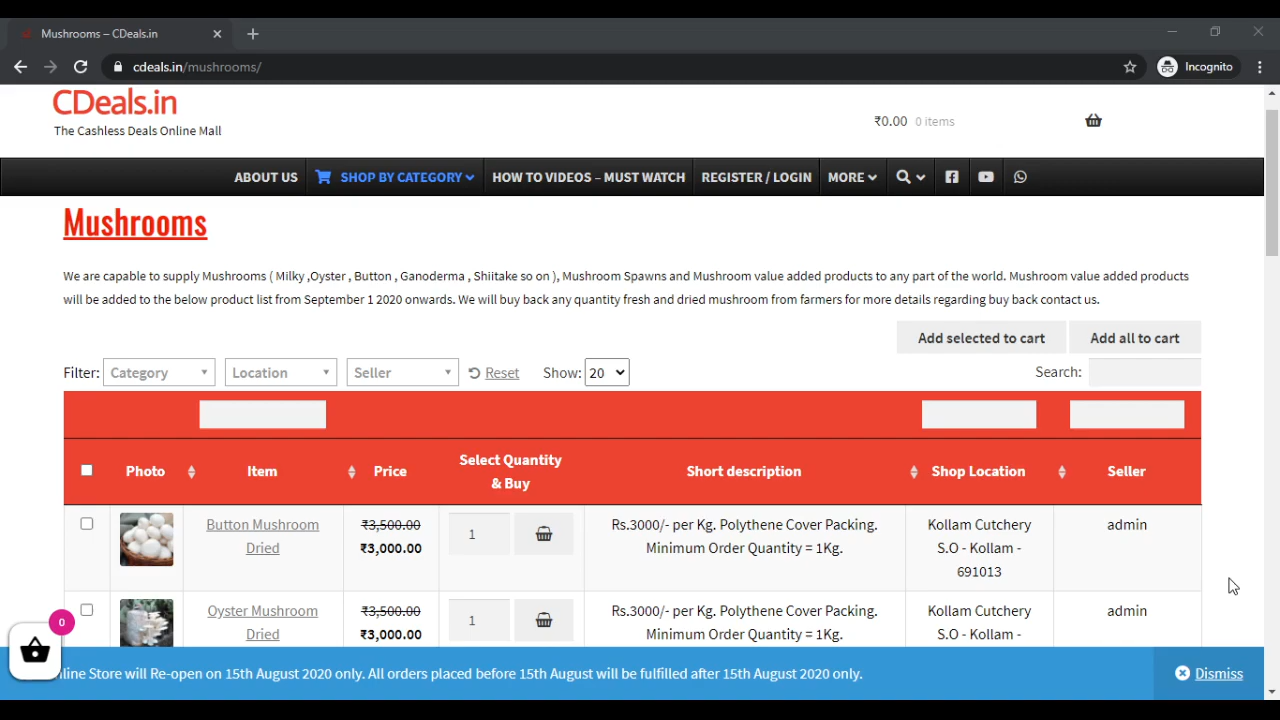 Mushrooms – CDeals.in
cdeals.in/mushrooms/
Incognito
CDeals.in
The Cashless Deals Online Mall
₹0.00 0 items
ABOUT US SHOP BY CATEGORY HOW TO VIDEOS – MUST WATCH REGISTER / LOGIN MORE
Mushrooms
We are capable to supply Mushrooms ( Milky ,Oyster , Button , Ganoderma , Shiitake so on ), Mushroom Spawns and Mushroom value added products to any part of the world. Mushroom value added products
will be added to the below product list from September 1 2020 onwards. We will buy back any quantity fresh and dried mushroom from farmers for more details regarding buy back contact us.
Add selected to cart Add all to cart
Filter: Category Location Seller Reset Show: 20 Search:
Photo Item Price Select Quantity & Buy Short description Shop Location Seller
Button Mushroom Dried
₹3,500.00
₹3,000.00
1
Rs.3000/- per Kg. Polythene Cover Packing.
Minimum Order Quantity = 1Kg.
Kollam Cutchery
S.O - Kollam -
691013
admin
Oyster Mushroom Dried
₹3,500.00
₹3,000.00
1
Rs.3000/- per Kg. Polythene Cover Packing.
Minimum Order Quantity = 1Kg.
Kollam Cutchery
S.O - Kollam -
admin
0
Store will Re-open on 15th August 2020 only. All orders placed before 15th August will be fulfilled after 15th August 2020 only.
Dismiss